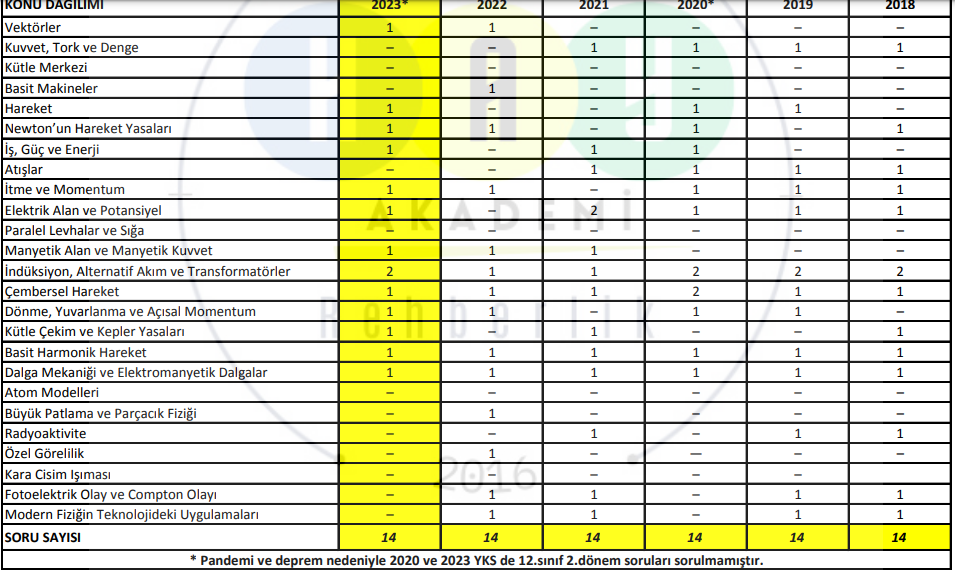 KONU DAĞILIMI 2023* 2022 2021 2020* 2019 2018
Vektörler 1 1 – – – –
Kuvvet, Tork ve Denge – – 1 1 1 1
Kütle Merkezi – – – – – –
Basit Makineler – 1 – – – –
Hareket 1 – – 1 1 –
Newton'un Hareket Yasaları 1 1 – 1 – 1
İş, Güç ve Enerji 1 – 1 1 – –
Atışlar – – 1 1 1 1
İtme ve Momentum 1 1 – 1 1 1
Elektrik Alan ve Potansiyel 1 – 2 1 1 1
Paralel Levhalar ve Sığa – – – – – –
Manyetik Alan ve Manyetik Kuvvet 1 1 1 – – –
İndüksiyon, Alternatif Akım ve Transformatörler 2 1 1 2 2 2
Çembersel Hareket 1 1 1 2 1 1
Dönme, Yuvarlanma ve Açısal Momentum 1 1 – 1 1 –
Kütle Çekim ve Kepler Yasaları 1 – 1 – – 1
Basit Harmonik Hareket 1 1 1 1 1 1
Dalga Mekaniği ve Elektromanyetik Dalgalar 1 1 1 1 1 1
Atom Modelleri – – – – – –
Büyük Patlama ve Parçacık Fiziği – 1 – – – –
Radyoaktivite – – 1 – 1 1
Özel Görelilik – 1 – — – –
Kara Cisim Işıması – – – – – –
Fotoelektrik Olay ve Compton Olayı – 1 1 – 1 1
Modern Fiziğin Teknolojideki Uygulamaları – 1 1 – 1 1
SORU SAYISI 14 14 14 14 14 14
* Pandemi ve deprem nedeniyle 2020 ve 2023 YKS de 12.sınıf 2.dönem soruları sorulmamıştır.
AKADEMİ
Rehberlik
2016